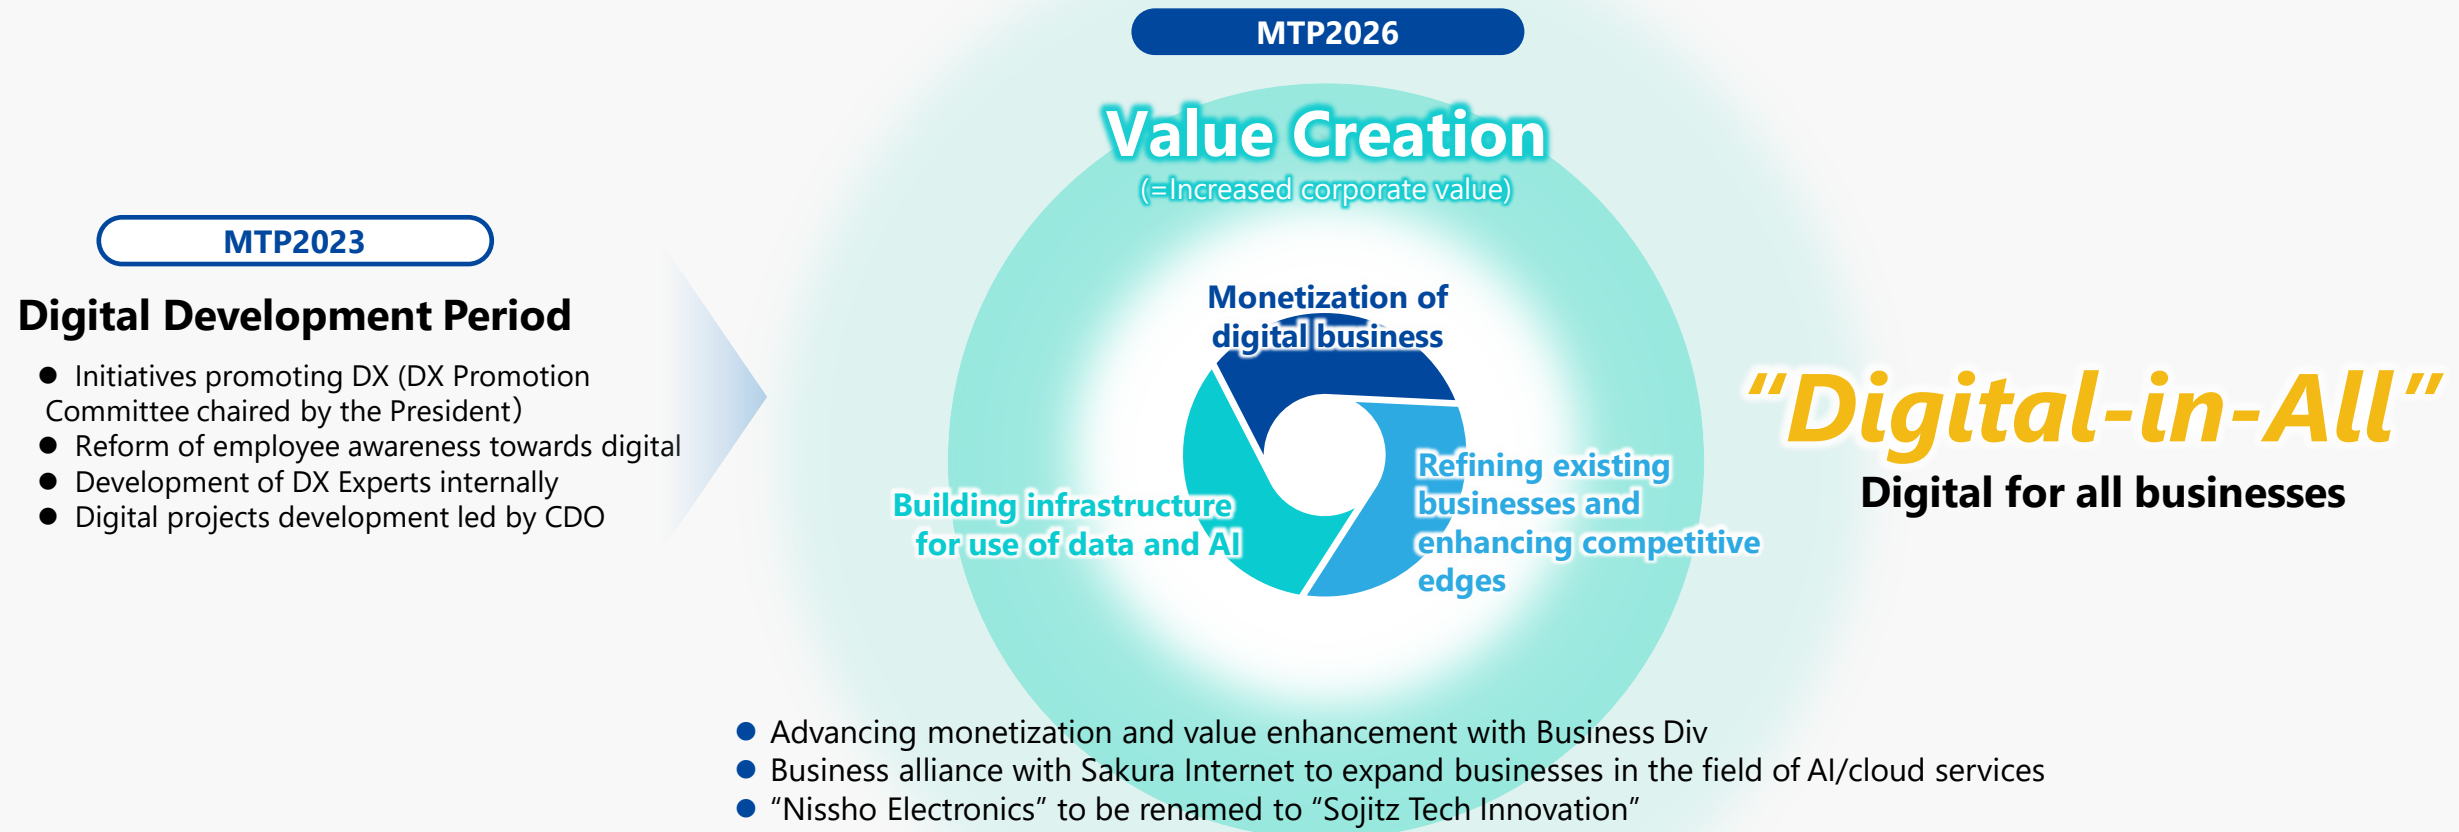 MTP2026
Value Creation
(=Increased corporate value)
MTP2023
Digital Development Period
● Initiatives promoting DX (DX Promotion
Committee chaired by the President）
● Reform of employee awareness towards digital
● Development of DX Experts internally
● Digital projects development led by CDO
Monetization of
digital business
Building infrastructure
for use of data and AI
Refining existing
businesses and
enhancing competitive
edges
“Digital-in-All”
Digital for all businesses
● Advancing monetization and value enhancement with Business Div
● Business alliance with Sakura Internet to expand businesses in the field of AI/cloud services
● “Nissho Electronics” to be renamed to “Sojitz Tech Innovation”